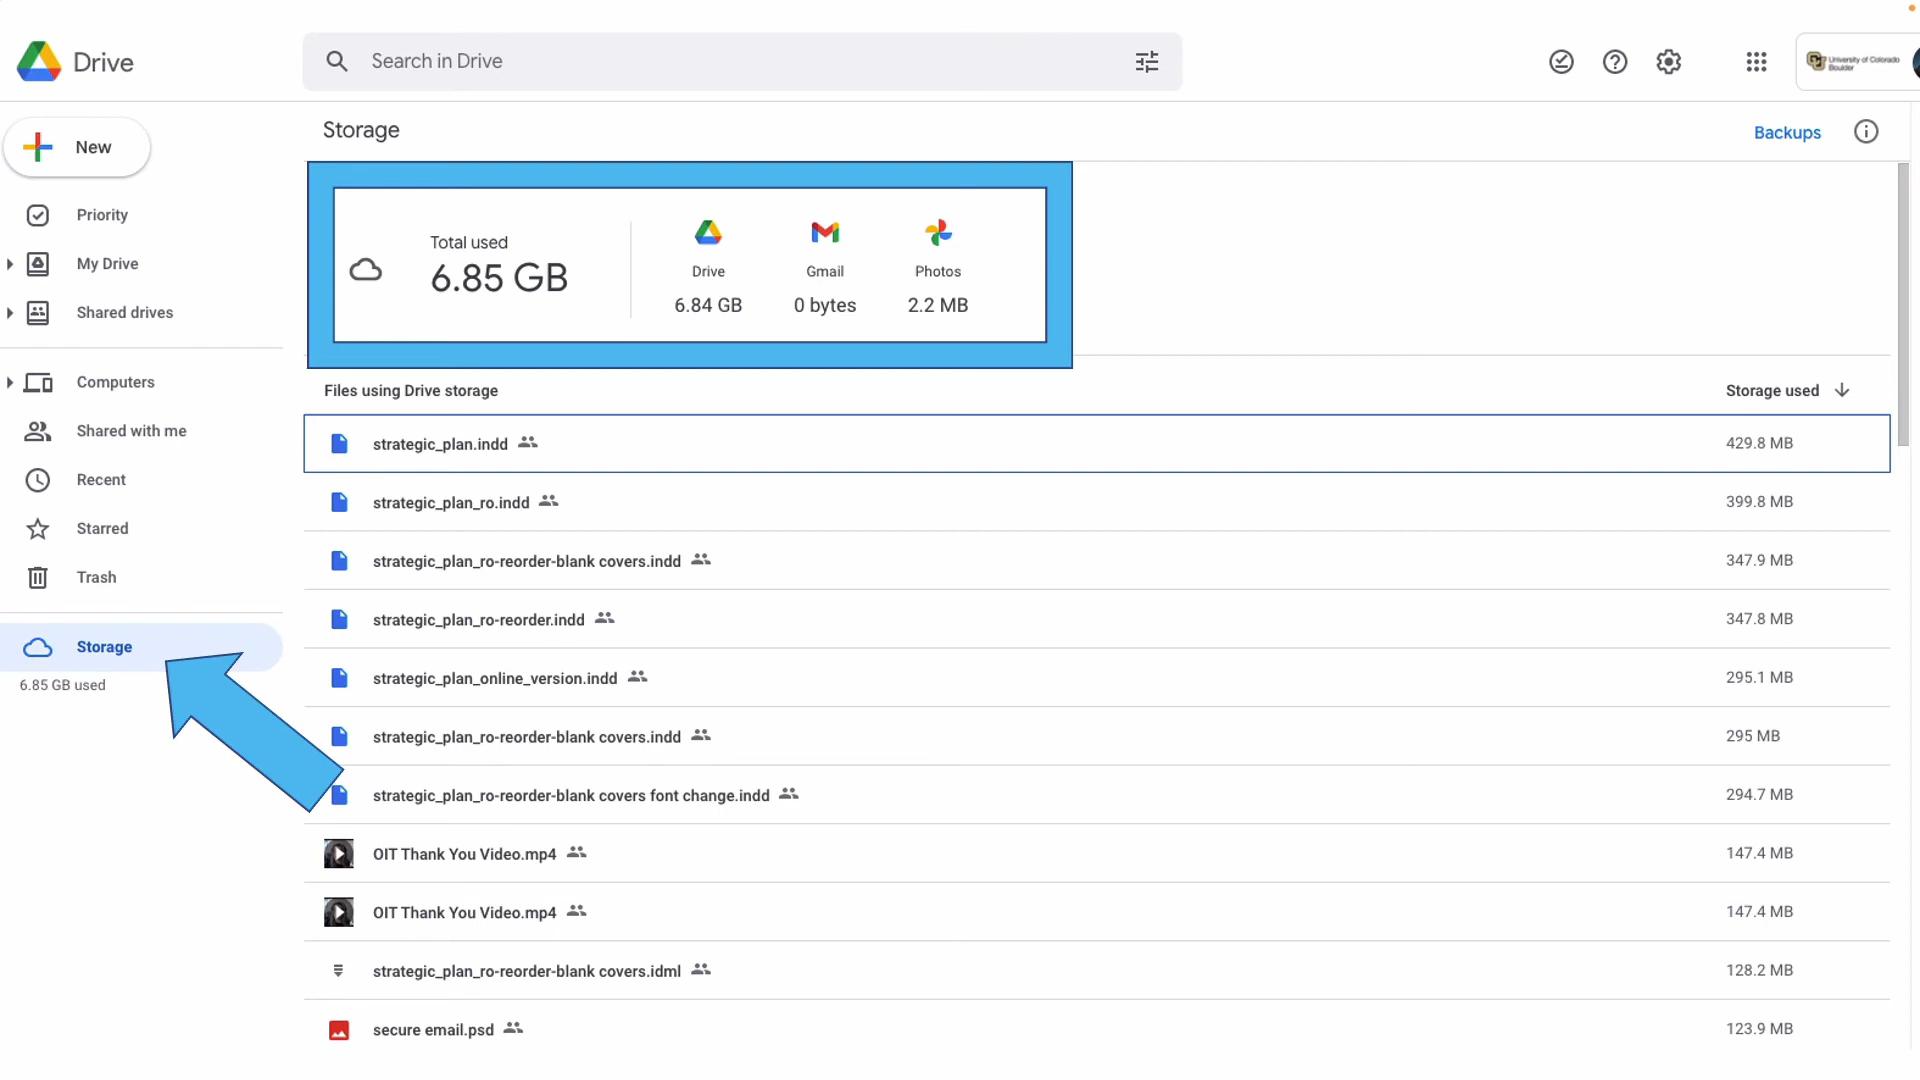 Drive
Search in Drive
University of Colorado
Boulder
New
Storage
Backups
Priority
My Drive
Shared drives
Computers
Shared with me
Recent
Starred
Trash
Storage
6.85 GB used
Total used
6.85 GB
Drive
6.84 GB
Gmail
0 bytes
Photos
2.2 MB
Files using Drive storage Storage used
strategic_plan.indd 429.8 MB
strategic_plan_ro.indd 399.8 MB
strategic_plan_ro-reorder-blank covers.indd 347.9 MB
strategic_plan_ro-reorder.indd 347.8 MB
strategic_plan_online_version.indd 295.1 MB
strategic_plan_ro-reorder-blank covers.indd 295 MB
strategic_plan_ro-reorder-blank covers font change.indd 294.7 MB
OIT Thank You Video.mp4 147.4 MB
OIT Thank You Video.mp4 147.4 MB
strategic_plan_ro-reorder-blank covers.idml 128.2 MB
secure email.psd 123.9 MB